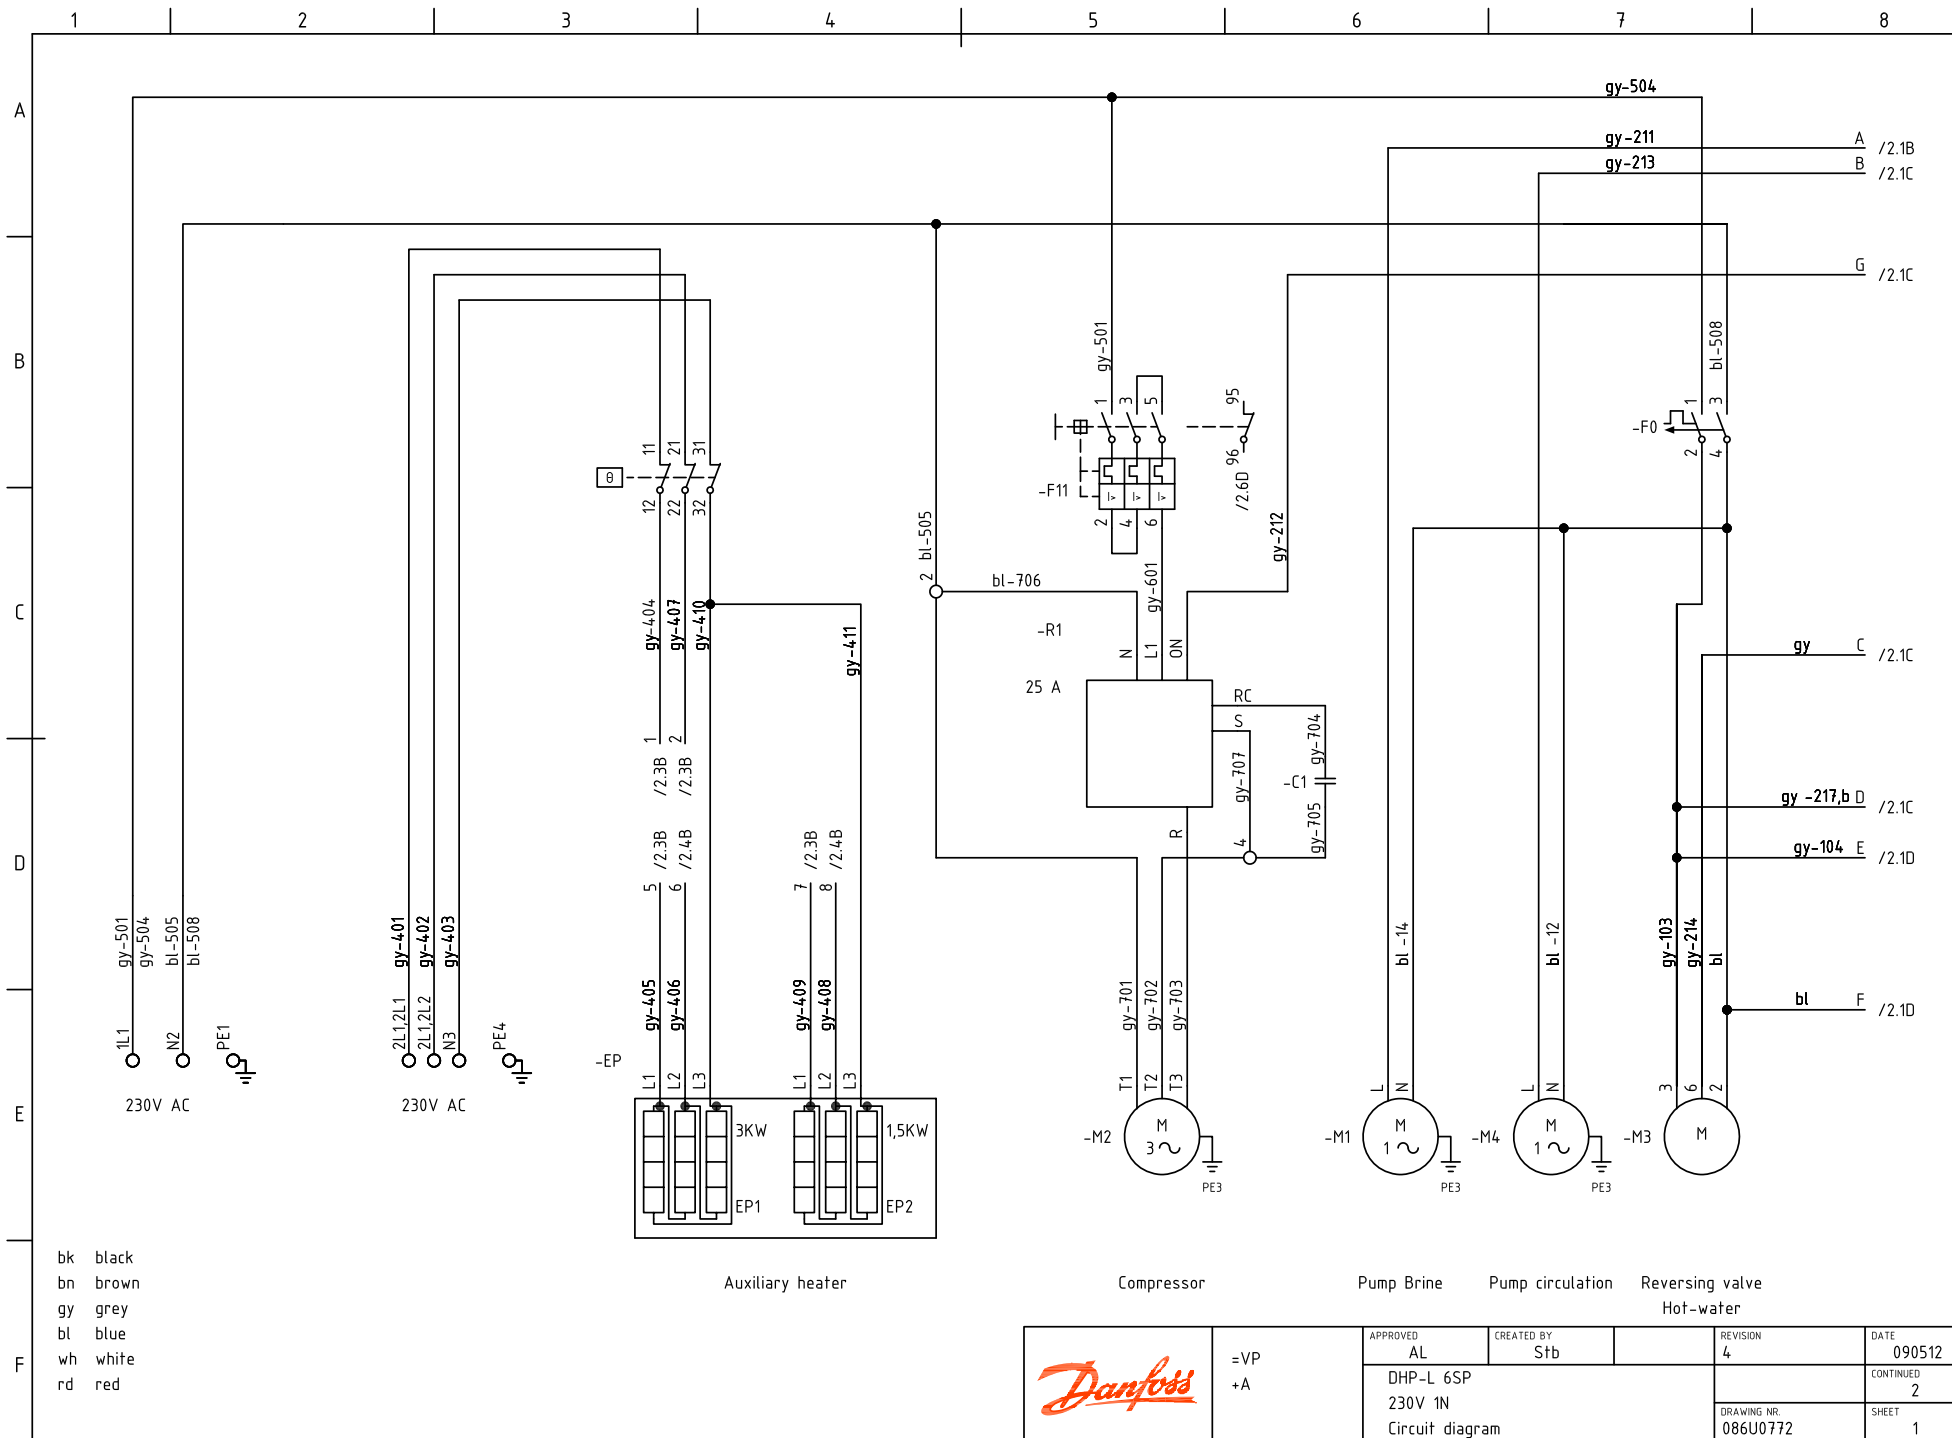 1 2 3 4 5 6 7 8
A
B
C
D
E
F
gy-504
gy-211 A /2.1B
gy-213 B /2.1C
G /2.1C
gy-501
bl-508
1 3 5
95
96
/2.6D
-F11
I> I> I>
2 4 6
1 3
-F0
2 4
11 21 31
θ
12 22 32
gy-404
gy-407
gy-410
gy-411
2 bl-505
bl-706
gy-601
gy-212
-R1
N L1 ON
25 A
RC
S
gy-704
gy-707
-C1
gy-705
R
4
gy C /2.1C
gy -217,b D /2.1C
gy-104 E /2.1D
bl F /2.1D
1 2
/2.3B /2.3B
/2.3B /2.4B
5 6
/2.3B /2.4B
7 8
gy-501
gy-504
bl-505
bl-508
gy-401
gy-402
gy-403
gy-405
gy-406
gy-409
gy-408
gy-701
gy-702
gy-703
bl -14
bl -12
gy-103
gy-214
bl
1L1 N2 PE1
230V AC
2L1,2L1 2L1,2L2 N3 PE4
230V AC
-EP
L1 L2 L3
L1 L2 L3
3KW
EP1
1,5KW
EP2
T1 T2 T3
-M2
M
3
PE3
L N
-M1
M
1
PE3
L N
-M4
M
1
PE3
3 6 2
-M3
M
Auxiliary heater
Compressor
Pump Brine
Pump circulation
Reversing valve
Hot-water
bk black
bn brown
gy grey
bl blue
wh white
rd red
Danfoss
=VP
+A
APPROVED
AL
CREATED BY
Stb
REVISION
4
DATE
090512
DHP-L 6SP
230V 1N
Circuit diagram
CONTINUED
2
DRAWING NR.
086U0772
SHEET
1